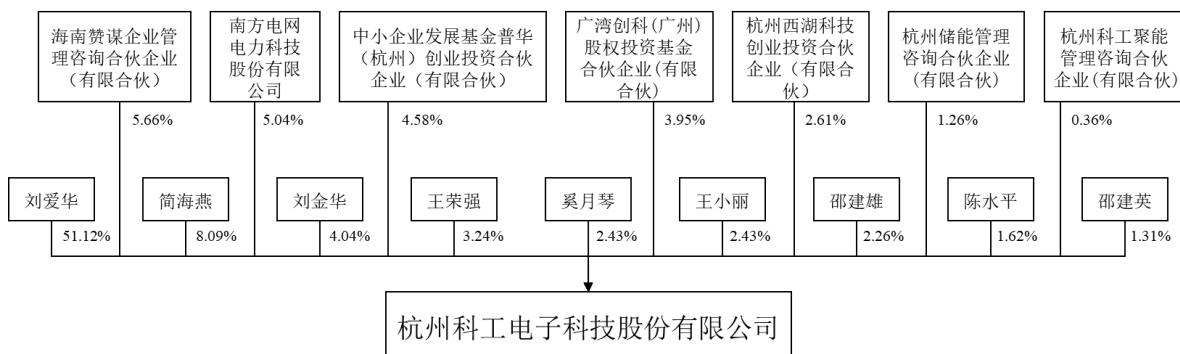 海南赞谋企业管
理咨询合伙企业
（有限合伙）
南方电网
电力科技
股份有限
公司
中小企业发展基金普华
（杭州）创业投资合伙
企业（有限合伙）
广湾创科(广州)
股权投资基金
合伙企业(有限
合伙)
杭州西湖科技
创业投资合伙
企业（有限合
伙）
杭州储能管理
咨询合伙企业
(有限合伙)
杭州科工聚能
管理咨询合伙
企业(有限合伙)
5.66%
5.04%
4.58%
3.95%
2.61%
1.26%
0.36%
刘爱华
简海燕
刘金华
王荣强
奚月琴
王小丽
邵建雄
陈水平
邵建英
51.12%
8.09%
4.04%
3.24%
2.43%
2.43%
2.26%
1.62%
1.31%
杭州科工电子科技股份有限公司